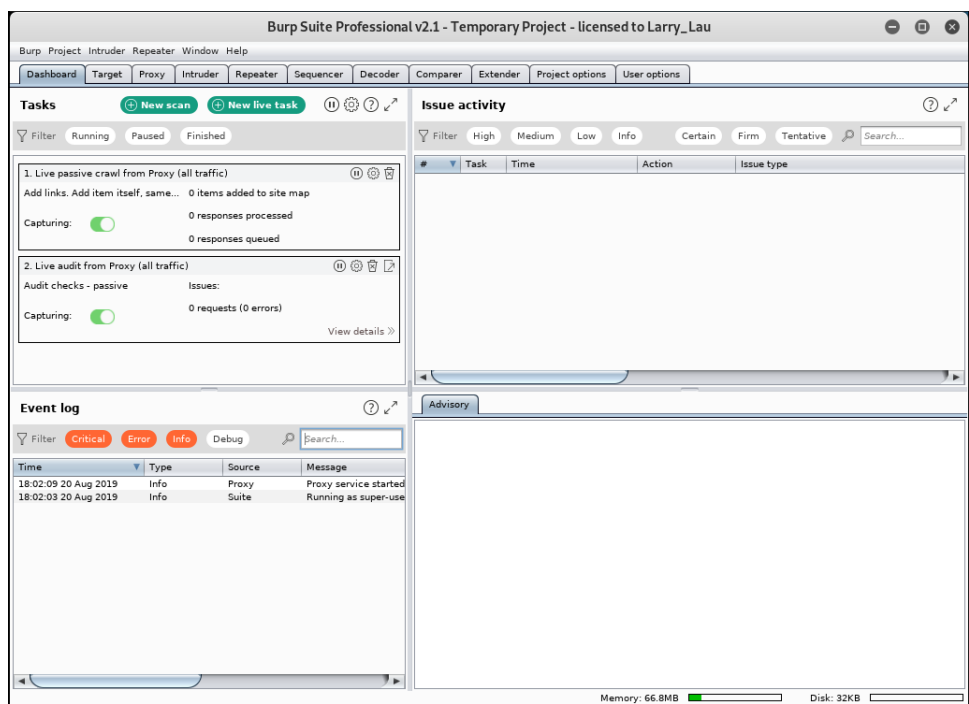 Burp Suite Professional v2.1 - Temporary Project - licensed to Larry_Lau
Burp Project Intruder Repeater Window Help
Dashboard Target Proxy Intruder Repeater Sequencer Decoder Comparer Extender Project options User options
Tasks New scan New live task
Filter Running Paused Finished
1. Live passive crawl from Proxy (all traffic)
Add links. Add item itself, same... 0 items added to site map
0 responses processed
Capturing:
0 responses queued
2. Live audit from Proxy (all traffic)
Audit checks - passive Issues:
0 requests (0 errors)
Capturing:
View details »
Issue activity
Filter High Medium Low Info Certain Firm Tentative Search...
# Task Time Action Issue type
Event log
Filter Critical Error Info Debug Search...
Time Type Source Message
18:02:09 20 Aug 2019 Info Proxy Proxy service started
18:02:03 20 Aug 2019 Info Suite Running as super-use
Advisory
Memory: 66.8MB Disk: 32KB